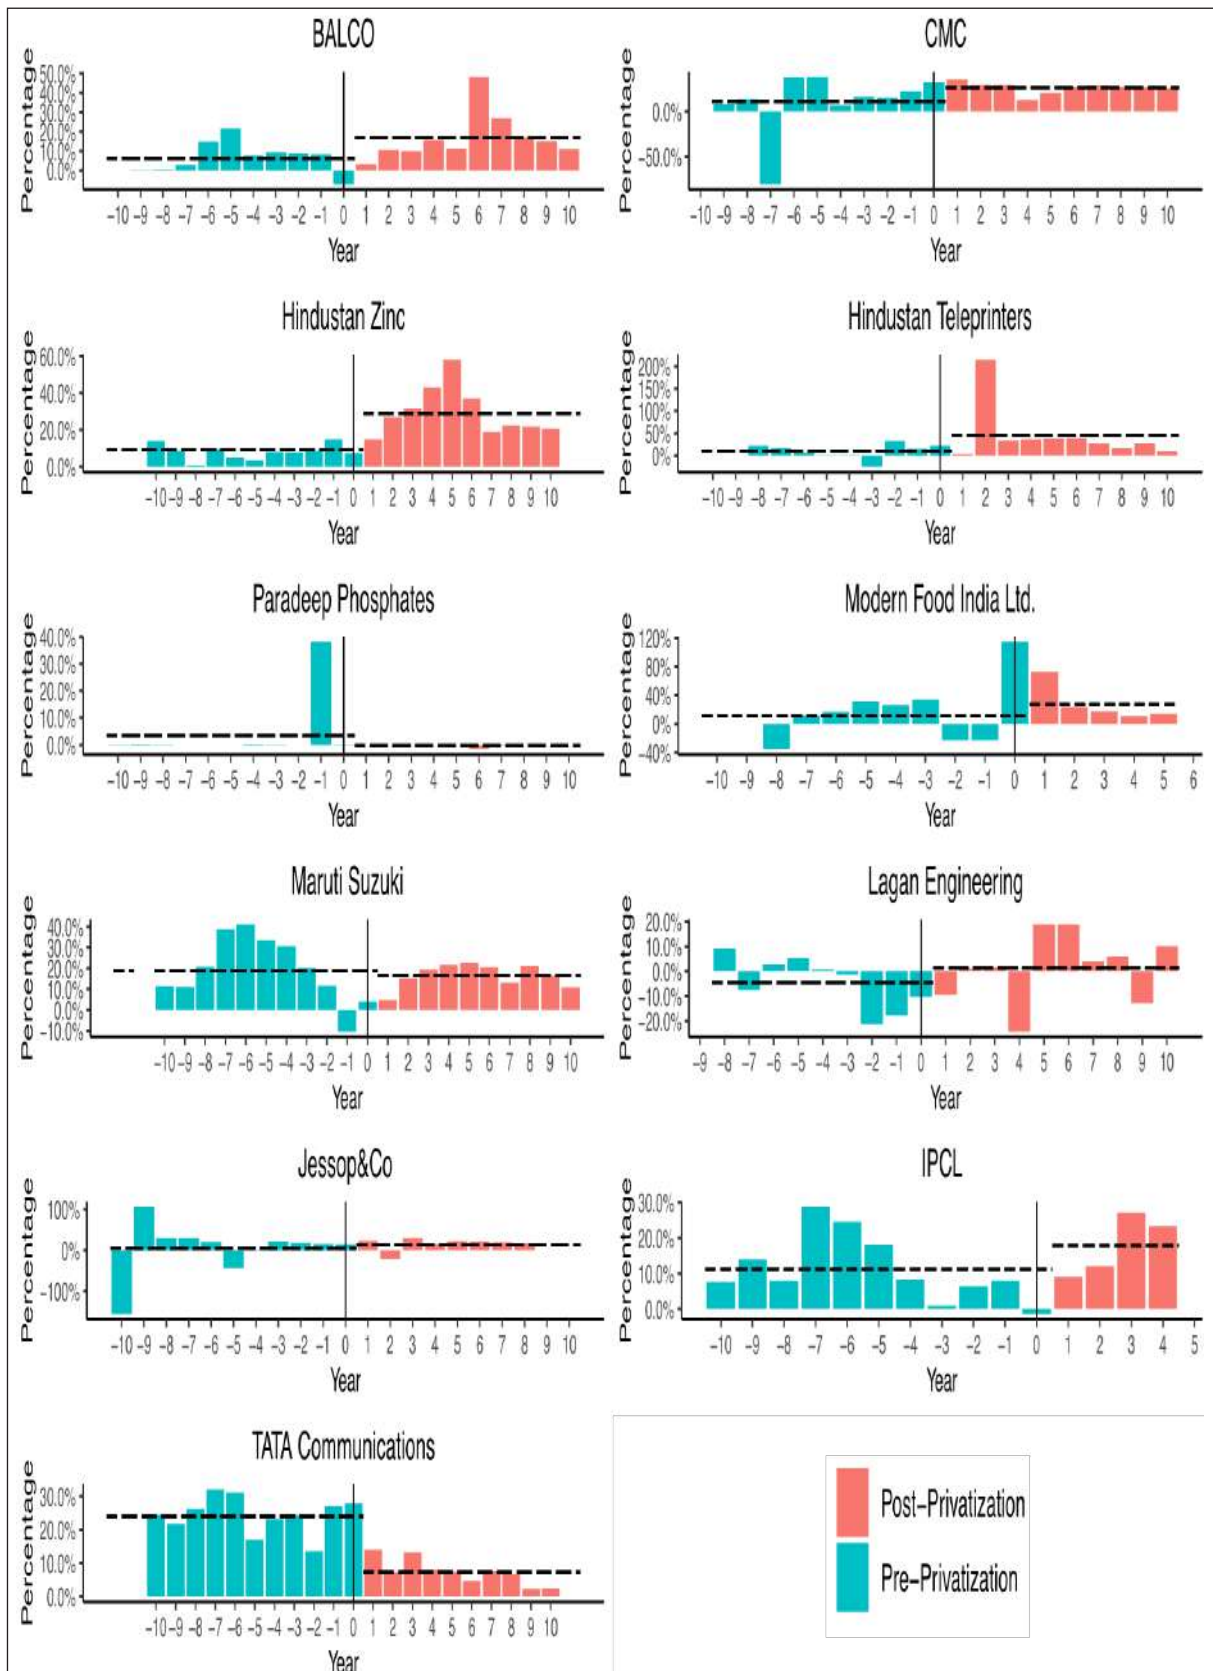 BALCO
Percentage
50.0%
40.0%
30.0%
20.0%
10.0%
0.0%
-10 -9 -8 -7 -6 -5 -4 -3 -2 -1 0 1 2 3 4 5 6 7 8 9 10
Year
CMC
Percentage
0.0%
-50.0%
-10 -9 -8 -7 -6 -5 -4 -3 -2 -1 0 1 2 3 4 5 6 7 8 9 10
Year
Hindustan Zinc
Percentage
60.0%
40.0%
20.0%
0.0%
-10 -9 -8 -7 -6 -5 -4 -3 -2 -1 0 1 2 3 4 5 6 7 8 9 10
Year
Hindustan Teleprinters
Percentage
200%
150%
100%
50%
0%
-10 -9 -8 -7 -6 -5 -4 -3 -2 -1 0 1 2 3 4 5 6 7 8 9 10
Year
Paradeep Phosphates
Percentage
40.0%
30.0%
20.0%
10.0%
0.0%
-10 -9 -8 -7 -6 -5 -4 -3 -2 -1 0 1 2 3 4 5 6 7 8 9 10
Year
Modern Food India Ltd.
Percentage
120%
80%
40%
0%
-40%
-10 -9 -8 -7 -6 -5 -4 -3 -2 -1 0 1 2 3 4 5 6
Year
Maruti Suzuki
Percentage
40.0%
30.0%
20.0%
10.0%
0.0%
-10.0%
-10 -9 -8 -7 -6 -5 -4 -3 -2 -1 0 1 2 3 4 5 6 7 8 9 10
Year
Lagan Engineering
Percentage
20.0%
10.0%
0.0%
-10.0%
-20.0%
-9 -8 -7 -6 -5 -4 -3 -2 -1 0 1 2 3 4 5 6 7 8 9 10
Year
Jessop&Co
Percentage
100%
0%
-100%
-10 -9 -8 -7 -6 -5 -4 -3 -2 -1 0 1 2 3 4 5 6 7 8 9 10
Year
IPCL
Percentage
30.0%
20.0%
10.0%
0.0%
-10 -9 -8 -7 -6 -5 -4 -3 -2 -1 0 1 2 3 4 5
Year
TATA Communications
Percentage
30.0%
20.0%
10.0%
0.0%
-10 -9 -8 -7 -6 -5 -4 -3 -2 -1 0 1 2 3 4 5 6 7 8 9 10
Year
Post-Privatization
Pre-Privatization